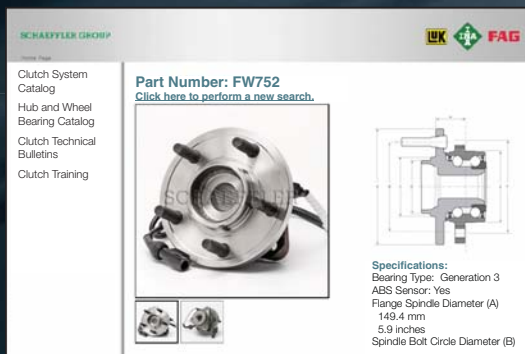 SCHAEFFLER GROUP
LUK INA FAG
Home Page
Clutch System
Catalog
Hub and Wheel
Bearing Catalog
Clutch Technical
Bulletins
Clutch Training
Part Number: FW752
Click here to perform a new search.
SCHAEFFLER
Specifications:
Bearing Type: Generation 3
ABS Sensor: Yes
Flange Spindle Diameter (A)
149.4 mm
5.9 inches
Spindle Bolt Circle Diameter (B)